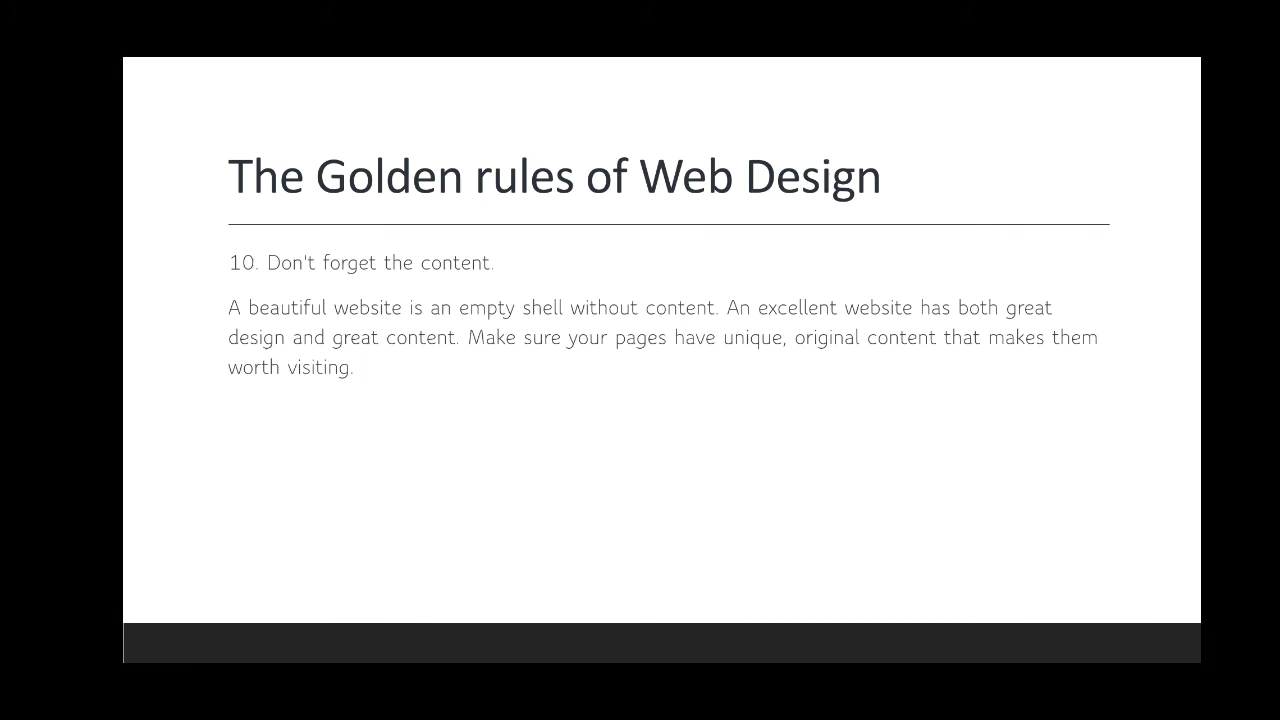 The Golden rules of Web Design
10. Don't forget the content.
A beautiful website is an empty shell without content. An excellent website has both great
design and great content. Make sure your pages have unique, original content that makes them
worth visiting.